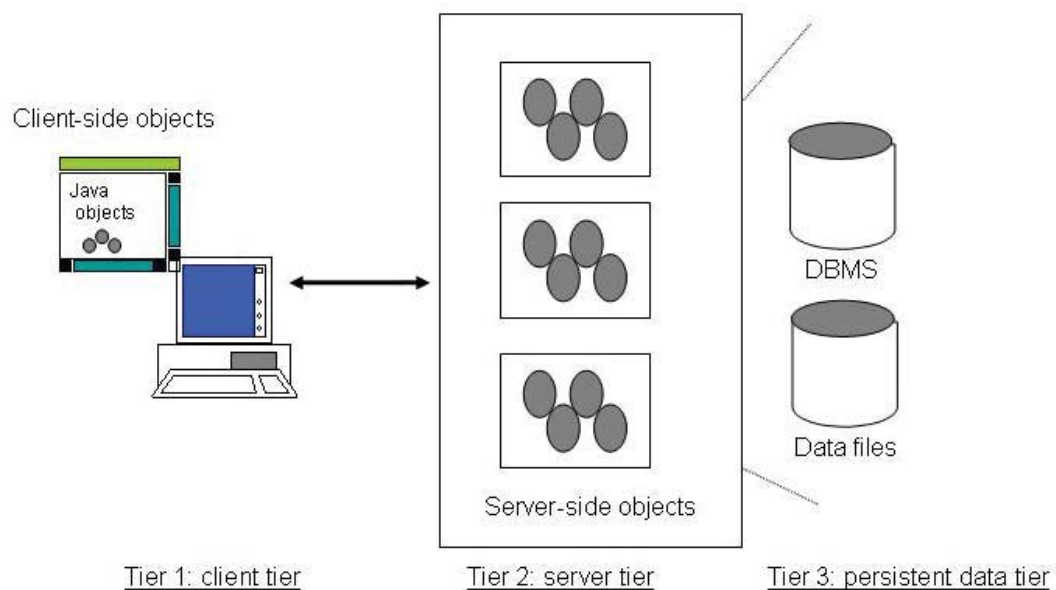 Client-side objects
Java
objects
DBMS
Data files
Server-side objects
Tier 1: client tier
Tier 2: server tier
Tier 3: persistent data tier